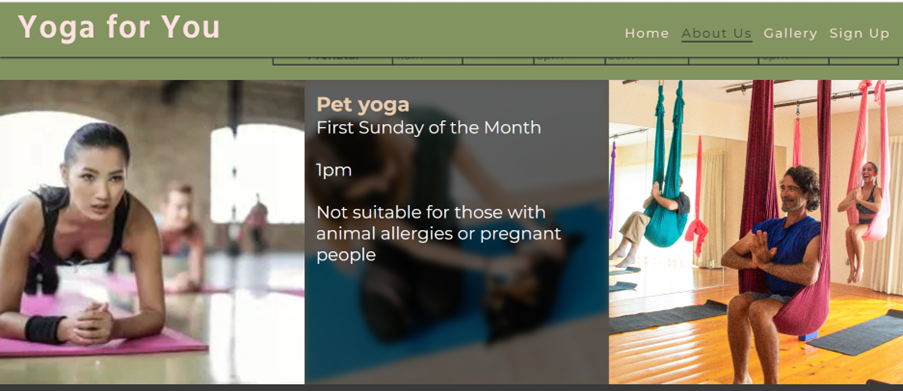 Yoga for You
Home About Us Gallery Sign Up
Pet yoga
First Sunday of the Month
1pm
Not suitable for those with
animal allergies or pregnant
people